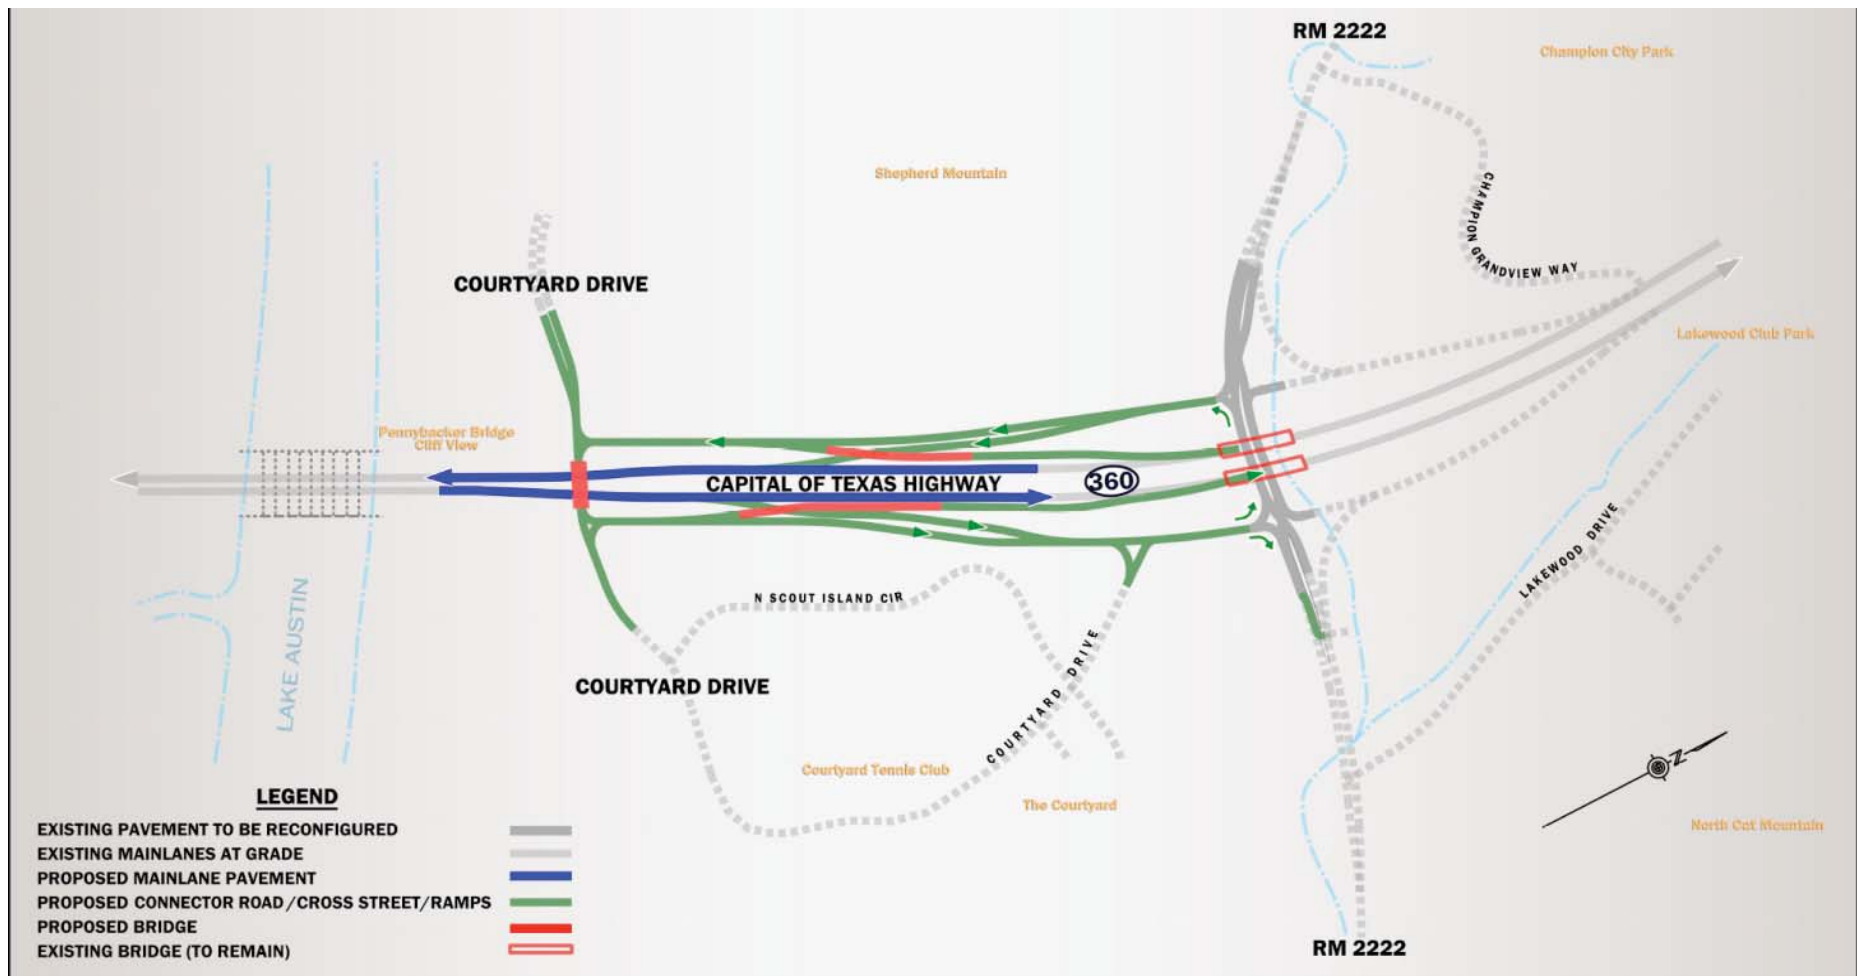 RM 2222
Champion City Park
Shepherd Mountain
CHAMPION GRANDVIEW WAY
COURTYARD DRIVE
Lakewood Club Park
Pennybacker Bridge
Cliff View
CAPITAL OF TEXAS HIGHWAY
360
LAKEWOOD DRIVE
N SCOUT ISLAND CIR
LAKE AUSTIN
COURTYARD DRIVE
COURTYARD DRIVE
Courtyard Tennis Club
The Courtyard
N
North Cat Mountain
LEGEND
EXISTING PAVEMENT TO BE RECONFIGURED
EXISTING MAINLANES AT GRADE
PROPOSED MAINLANE PAVEMENT
PROPOSED CONNECTOR ROAD/CROSS STREET/RAMPS
PROPOSED BRIDGE
EXISTING BRIDGE (TO REMAIN)
RM 2222